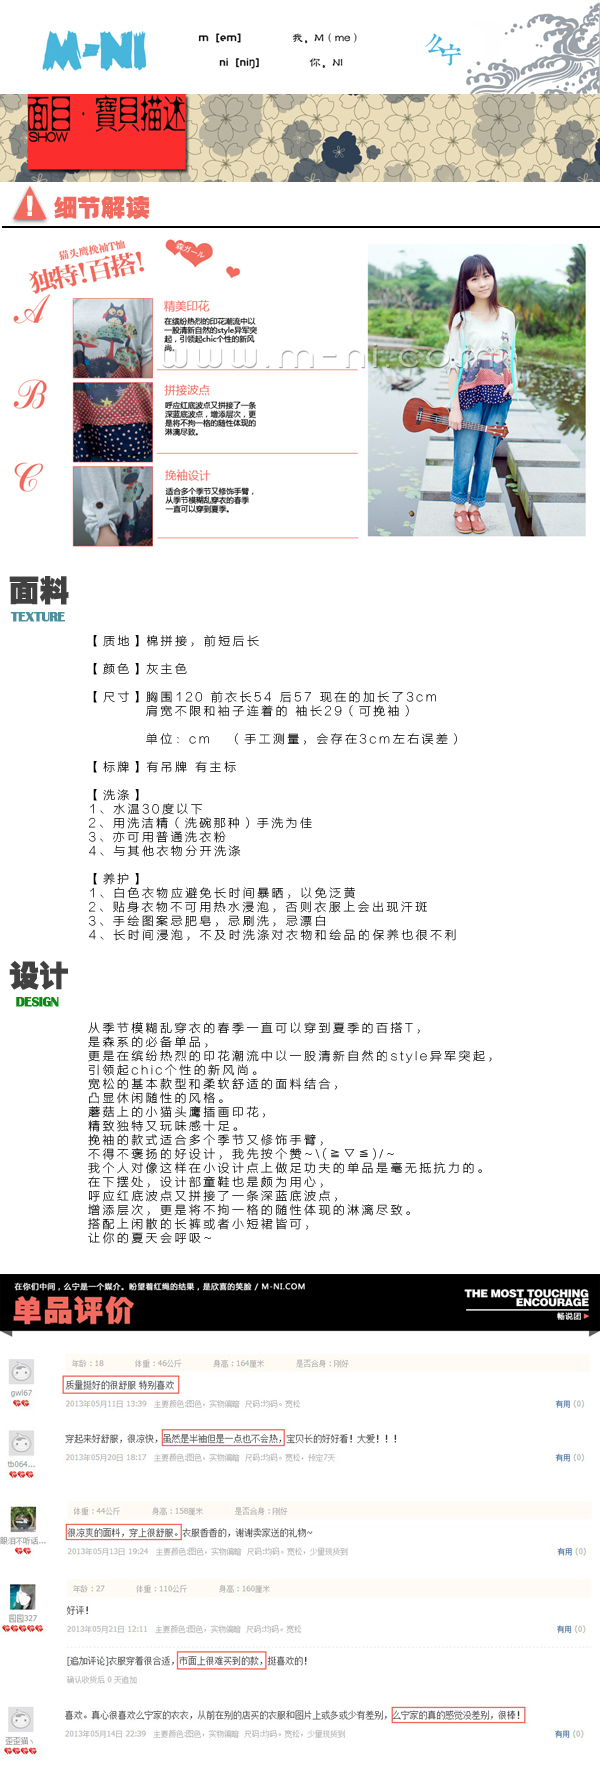 M-NI
m [em] 我。M（me）
ni [niŋ] 你。NI
么宁
面目·寶貝描述
SHOW
细节解读
猫头鹰挽袖T恤
独特!百搭!
森ガール
A
精美印花
在缤纷热烈的印花潮流中以
一股清新自然的style异军突
起，引领起chic个性的新风
尚。
www.m-ni.com
B
拼接波点
呼应红底波点又拼接了一条
深蓝底波点，增添层次，更
是将不拘一格的随性体现的
淋漓尽致。
C
挽袖设计
适合多个季节又修饰手臂，
从季节模糊乱穿衣的春季
一直可以穿到夏季。
面料
TEXTURE
【质地】棉拼接，前短后长
【颜色】灰主色
【尺寸】胸围120 前衣长54 后57 现在的加长了3cm
肩宽不限和袖子连着的 袖长29（可挽袖）
单位：cm （手工测量，会存在3cm左右误差）
【标牌】有吊牌 有主标
【洗涤】
1、水温30度以下
2、用洗洁精（洗碗那种）手洗为佳
3、亦可用普通洗衣粉
4、与其他衣物分开洗涤
【养护】
1、白色衣物应避免长时间暴晒，以免泛黄
2、贴身衣物不可用热水浸泡，否则衣服上会出现汗斑
3、手绘图案忌肥皂，忌刷洗，忌漂白
4、长时间浸泡，不及时洗涤对衣物和绘品的保养也很不利
设计
DESIGN
从季节模糊乱穿衣的春季一直可以穿到夏季的百搭T，
是森系的必备单品，
更是在缤纷热烈的印花潮流中以一股清新自然的style异军突起，
引领起chic个性的新风尚。
宽松的基本款型和柔软舒适的面料结合，
凸显休闲随性的风格。
蘑菇上的小猫头鹰插画印花，
精致独特又玩味感十足。
挽袖的款式适合多个季节又修饰手臂，
不得不褒扬的好设计，我先按个赞~\(≧▽≦)/~
我个人对像这样在小设计点上做足功夫的单品是毫无抵抗力的。
在下摆处，设计部童鞋也是颇为用心，
呼应红底波点又拼接了一条深蓝底波点，
增添层次，更是将不拘一格的随性体现的淋漓尽致。
搭配上闲散的长裤或者小短裙皆可，
让你的夏天会呼吸~
在你们中间，么宁是一个媒介。盼望着红绳的结果，是欣喜的笑脸 / M-NI.COM
单品评价
THE MOST TOUCHING
ENCOURAGE
畅说团
年龄：18 体重：46公斤 身高：164厘米 是否合身：刚好
质量挺好的很舒服 特别喜欢
gwl67
2013年05月11日 13:39 主要颜色:图色，实物偏暗 尺码:均码。宽松 有用 (0)
穿起来好舒服，很凉快，虽然是半袖但是一点也不会热，宝贝长的好好看！大爱！！！
tb064...
2013年05月20日 18:17 主要颜色:图色，实物偏暗 尺码:均码。宽松，预定7天 有用 (0)
体重：44公斤 身高：158厘米 是否合身：刚好
很凉爽的面料，穿上很舒服。衣服香香的，谢谢卖家送的礼物~
眼泪不听话...
2013年05月13日 19:24 主要颜色:图色，实物偏暗 尺码:均码。宽松，少量现货到 有用 (0)
年龄：27 体重：110公斤 身高：160厘米
好评！
园园327
2013年05月21日 12:11 主要颜色:图色，实物偏暗 尺码:均码。宽松 有用 (0)
[追加评论]衣服穿着很合适，市面上很难买到的款，挺喜欢的！
确认收货后 0 天追加
喜欢。真心很喜欢么宁家的衣衣，从前在别的店买的衣服和图片上或多或少有差别，么宁家的真的感觉没差别，很棒！
歪歪猫丶
2013年05月14日 22:39 主要颜色:图色，实物偏暗 尺码:均码。宽松，少量现货到 有用 (0)